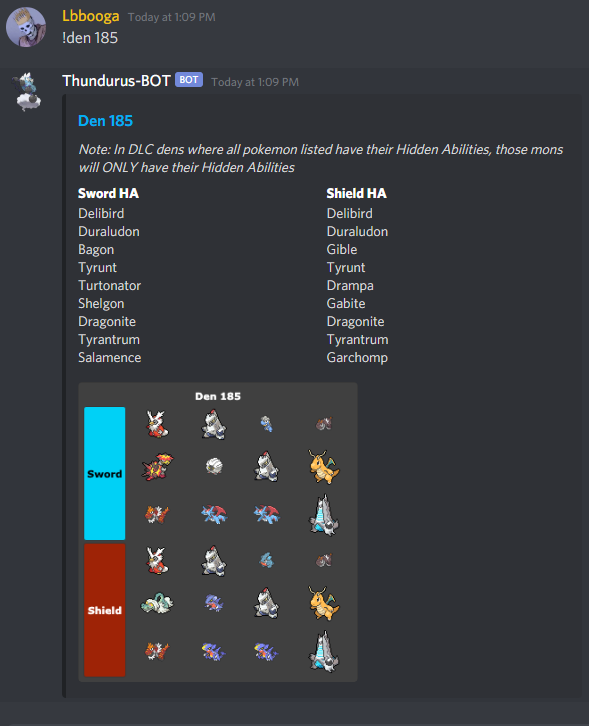 Lbbooga Today at 1:09 PM
!den 185
Thundurus-BOT BOT Today at 1:09 PM
Den 185
Note: In DLC dens where all pokemon listed have their Hidden Abilities, those mons
will ONLY have their Hidden Abilities
Sword HA
Delibird
Duraludon
Bagon
Tyrunt
Turtonator
Shelgon
Dragonite
Tyrantrum
Salamence
Shield HA
Delibird
Duraludon
Gible
Tyrunt
Drampa
Gabite
Dragonite
Tyrantrum
Garchomp
Den 185
Sword
Shield